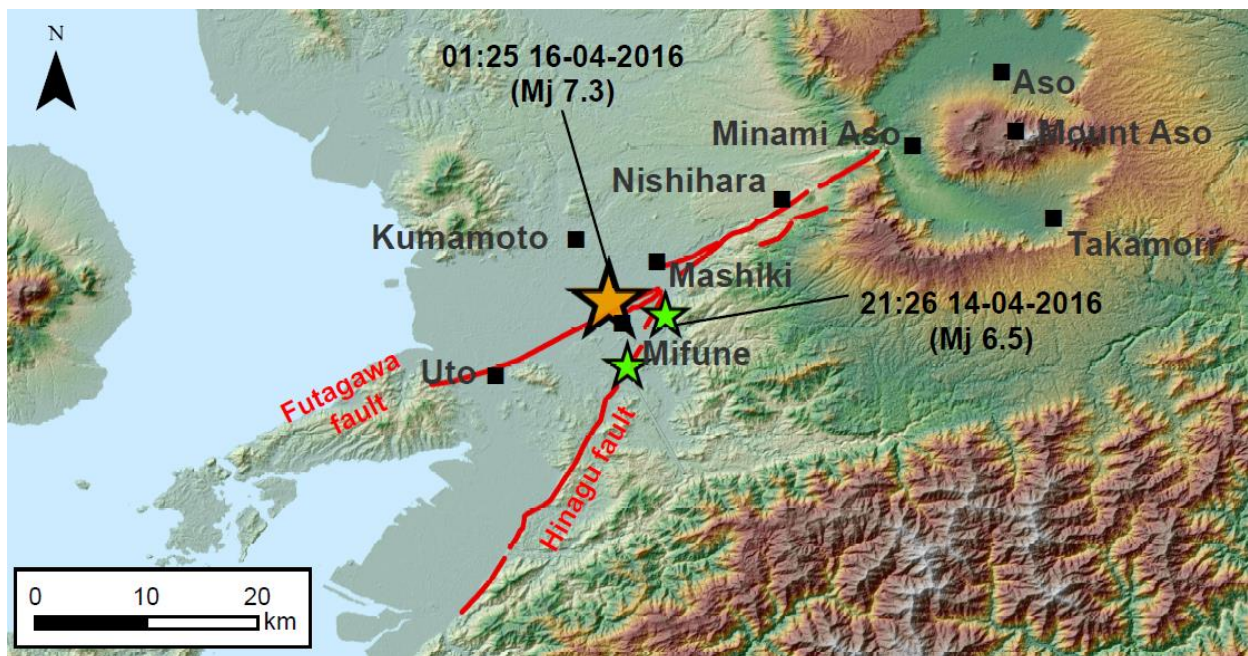 N
01:25 16-04-2016
(Mj 7.3)
Aso
Minami Aso
Mount Aso
Nishihara
Kumamoto
Takamorr
Mashiki
21:26 14-04-2016
(Mj 6.5)
Mifune
Uto
Futagawa
fault
Hinagu fault
0 10 20
km